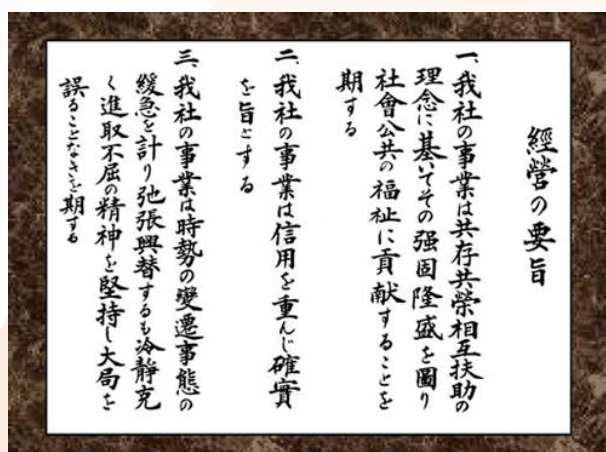 經營の要旨
一、我社の事業は共存共榮相互扶助の
理念に基いてその强固隆盛を圖り
社會公共の福祉に貢献することを
期する
二、我社の事業は信用を重んじ確實
を旨とする
三、我社の事業は時勢の變遷事態の
緩急を計り弛張興替するも冷靜克
く進取不屈の精神を堅持し大局を
誤ることなきを期する